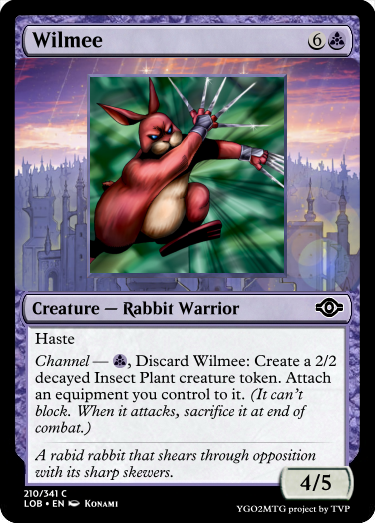 Wilmee 6
Creature — Rabbit Warrior
Haste
Channel — , Discard Wilmee: Create a 2/2
decayed Insect Plant creature token. Attach
an equipment you control to it. (It can't
block. When it attacks, sacrifice it at end of
combat.)
A rabid rabbit that shears through opposition
with its sharp skewers.
4/5
210/341 C
LOB • EN Konami
YGO2MTG project by TVP